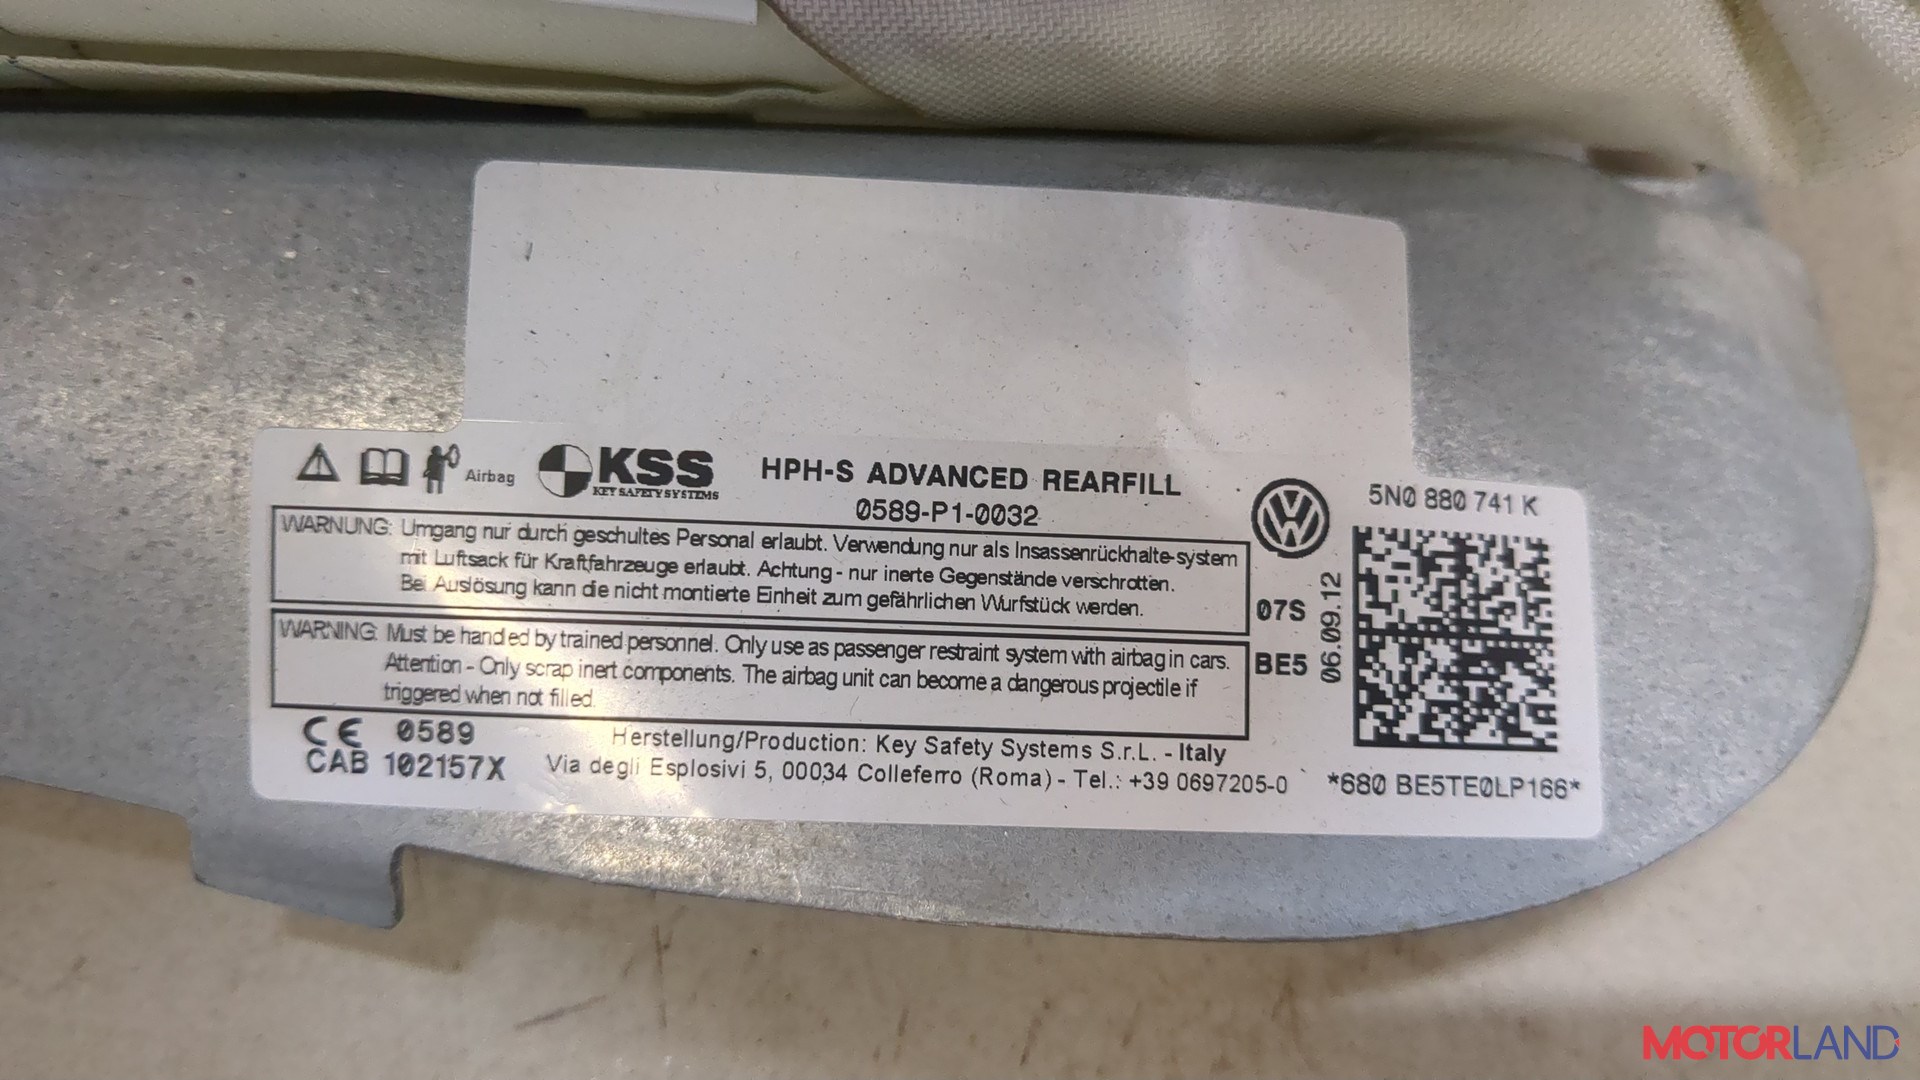 Airbag
KSS
KEY SAFETY SYSTEMS
HPH-S ADVANCED REARFILL
0589-P1-0032
5N0 880 741 K
WARNUNG: Umgang nur durch geschultes Personal erlaubt. Verwendung nur als Insassenrückhalte-system
mit Luftsack für Kraftfahrzeuge erlaubt. Achtung - nur inerte Gegenstände verschrotten.
Bei Auslösung kann die nicht montierte Einheit zum gefährlichen Wurfstück werden.
07S
06.09.12
WARNING: Must be handled by trained personnel. Only use as passenger restraint system with airbag in cars.
Attention - Only scrap inert components. The airbag unit can become a dangerous projectile if
triggered when not filled.
BE5
CE 0589
CAB 102157X
Herstellung/Production: Key Safety Systems S.r.L. - Italy
Via degli Esplosivi 5, 00034 Colleferro (Roma) - Tel.: +39 0697205-0
*680 BE5TE0LP166*
MOTORLAND